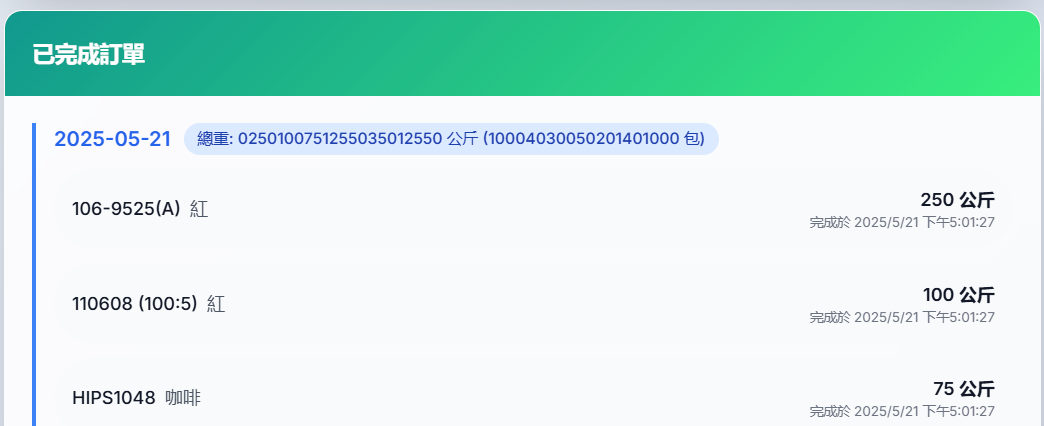 已完成訂單
2025-05-21 總重: 0250100751255035012550 公斤 (10004030050201401000 包)
106-9525(A) 紅 250 公斤
完成於 2025/5/21 下午5:01:27
110608 (100:5) 紅 100 公斤
完成於 2025/5/21 下午5:01:27
HIPS1048 咖啡 75 公斤
完成於 2025/5/21 下午5:01:27